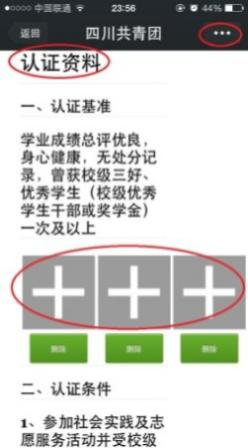 中国联通
23:56
44%
返回
四川共青团
认证资料
一、认证基准
学业成绩总评优良，
身心健康，无处分记
录，曾获校级三好、
优秀学生（校级优秀
学生干部或奖学金）
一次及以上
删除 删除 删除
二、认证条件
1、参加社会实践及志
愿服务活动并受校级